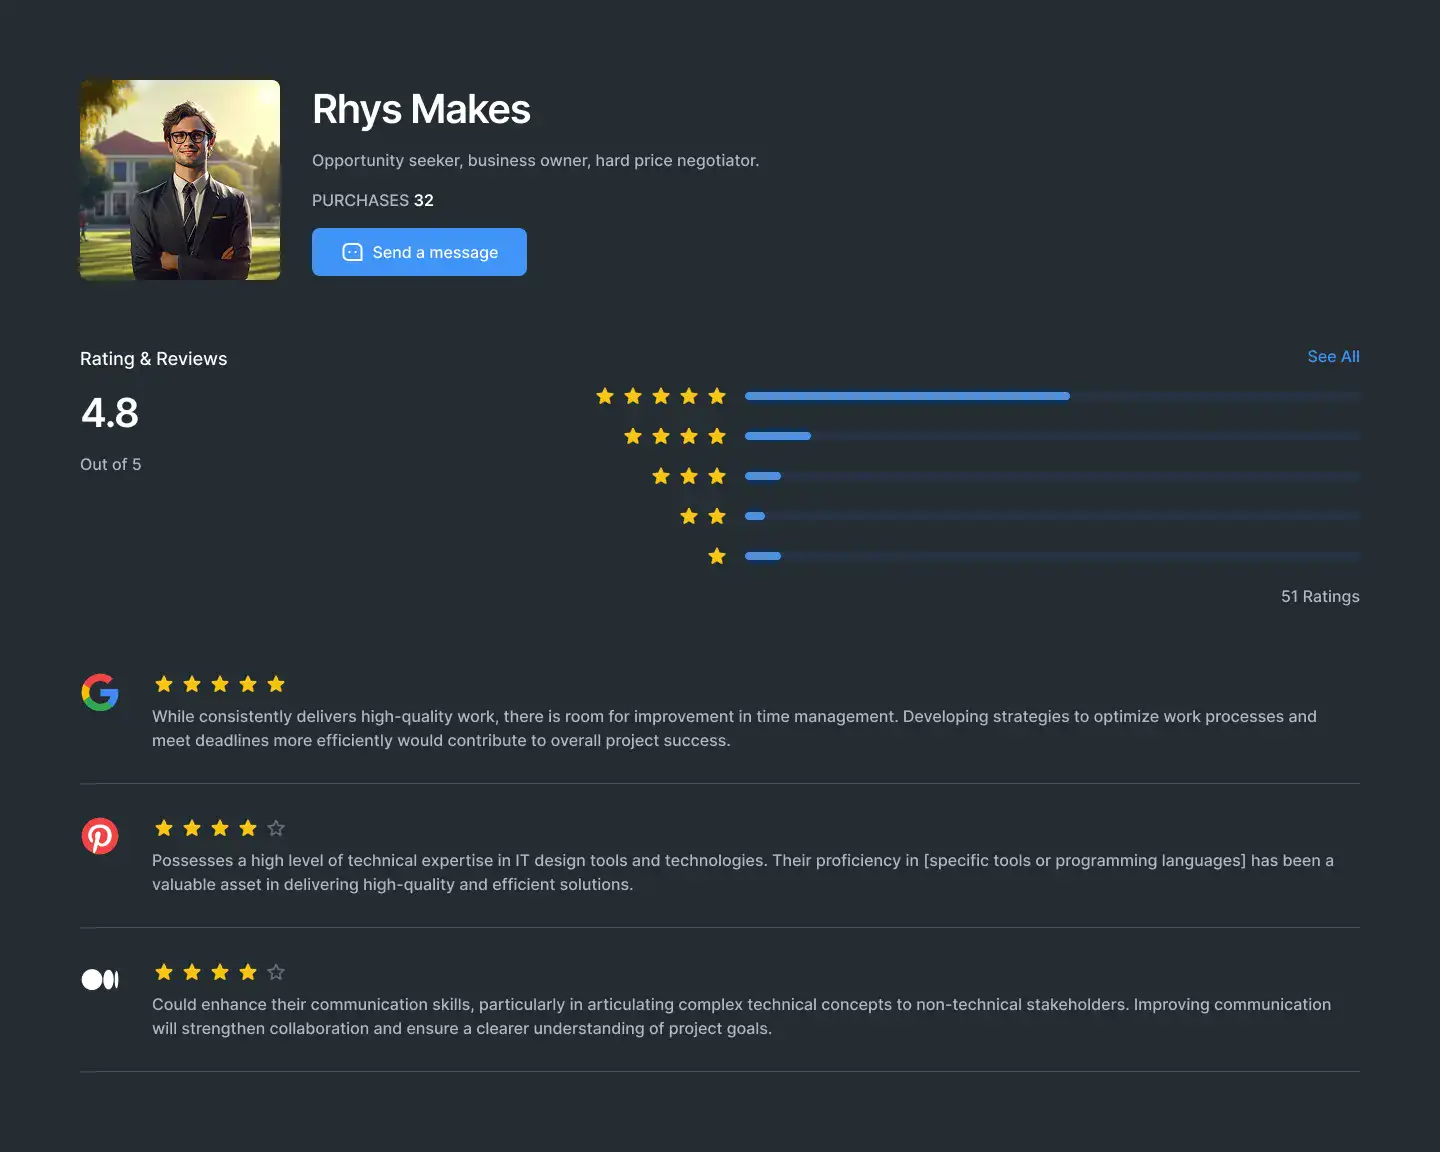 Rhys Makes
Opportunity seeker, business owner, hard price negotiator.
PURCHASES 32
Send a message
Rating & Reviews
See All
4.8
Out of 5
51 Ratings
While consistently delivers high-quality work, there is room for improvement in time management. Developing strategies to optimize work processes and
meet deadlines more efficiently would contribute to overall project success.
Possesses a high level of technical expertise in IT design tools and technologies. Their proficiency in [specific tools or programming languages] has been a
valuable asset in delivering high-quality and efficient solutions.
Could enhance their communication skills, particularly in articulating complex technical concepts to non-technical stakeholders. Improving communication
will strengthen collaboration and ensure a clearer understanding of project goals.